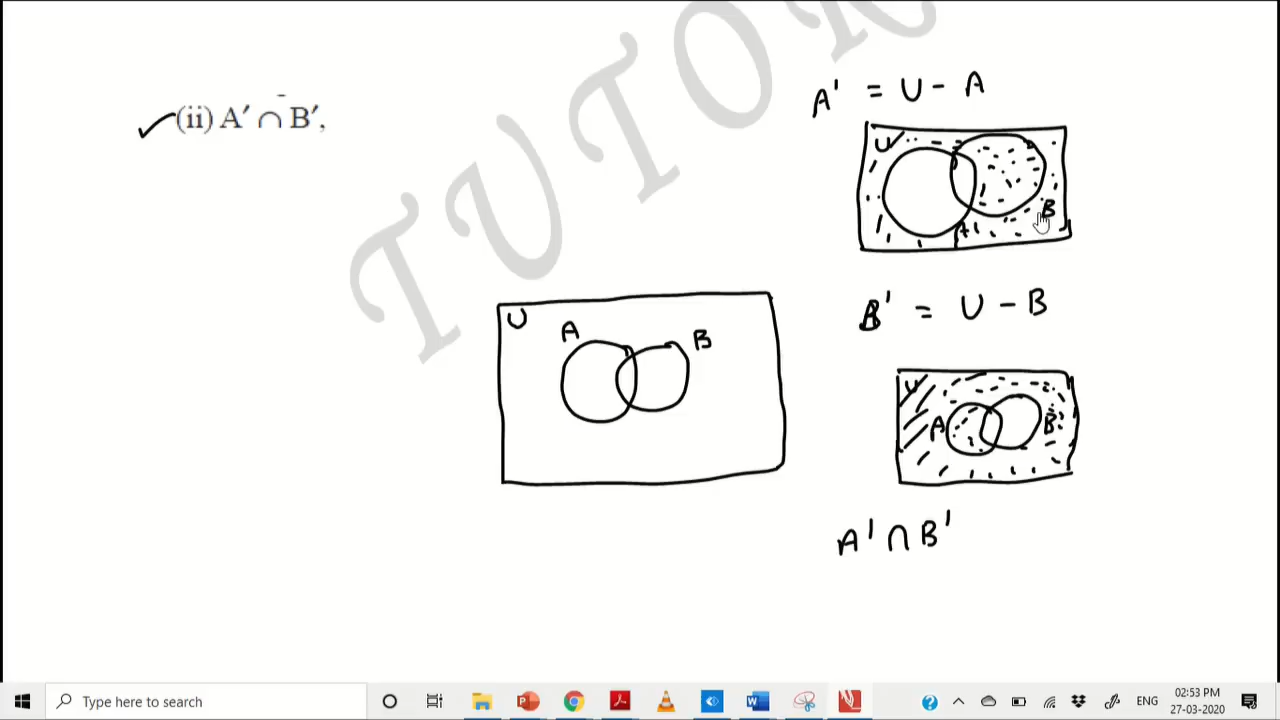 TUTOR
(ii) A′ ∩ B′,
A' = U - A
U
B
A'
U
A
B
B' = U - B
U
A
B
A' ∩ B'
Type here to search
ENG
02:53 PM
27-03-2020